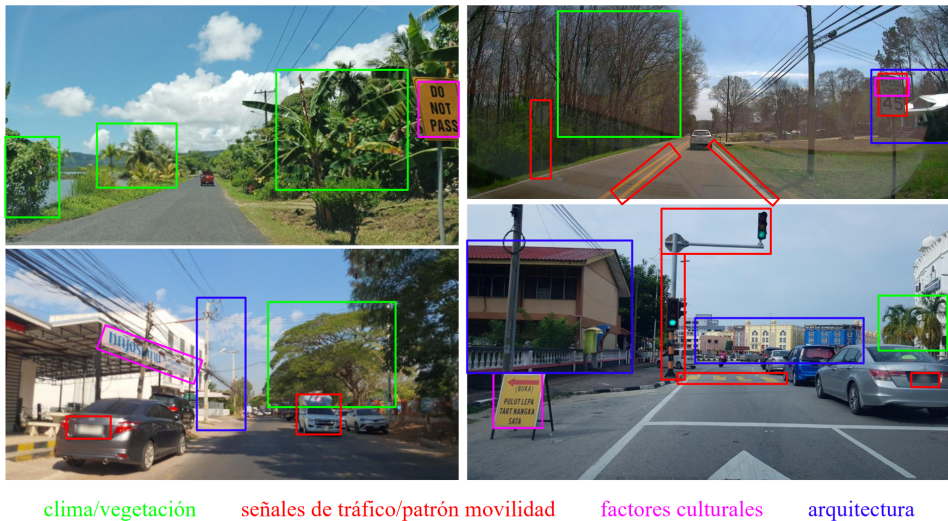 DO
NOT
PASS
45
(BUKA)
PULUT LEPA
TART NANGKA
SATA
clima/vegetación señales de tráfico/patrón movilidad factores culturales arquitectura